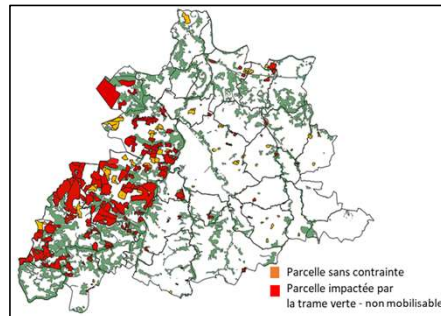 Parcelle sans contrainte
Parcelle impactée par
la trame verte - non mobilisable